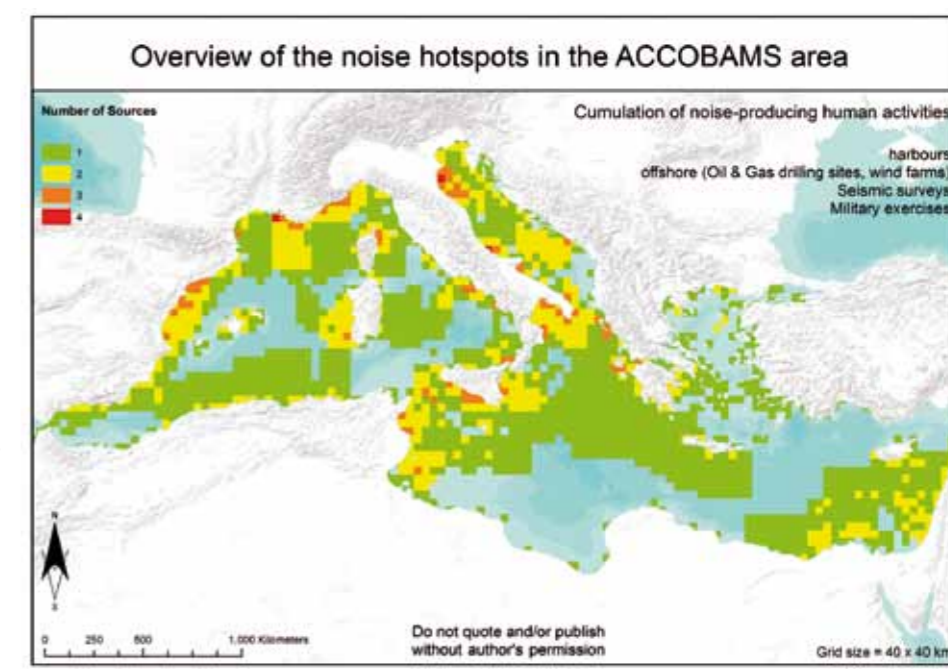 Overview of the noise hotspots in the ACCOBAMS area
Number of Sources
1
2
3
4
Cumulation of noise-producing human activities
harbours
offshore (Oil & Gas drilling sites, wind farms)
Seismic surveys
Military exercises
N
S
0 250 500 1,000 Kilometers
Do not quote and/or publish
without author's permission
Grid size = 40 x 40 km